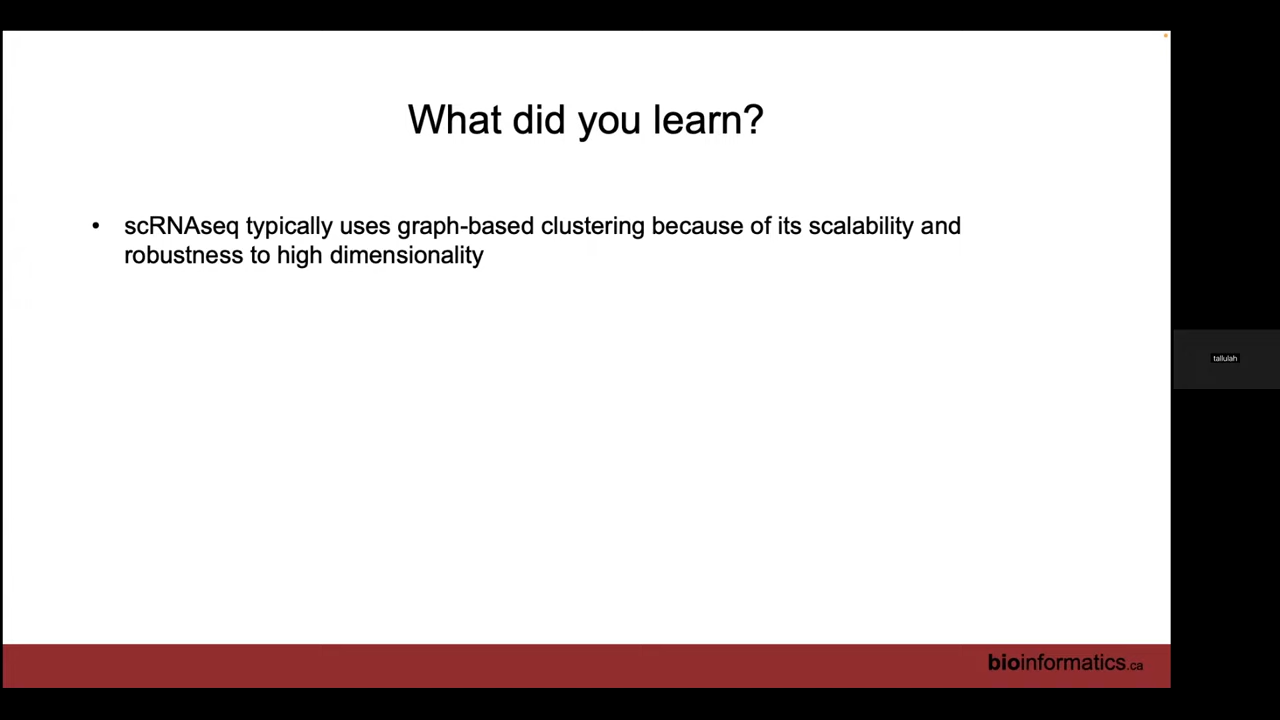 What did you learn?
• scRNAseq typically uses graph-based clustering because of its scalability and
robustness to high dimensionality
tallulah
bioinformatics.ca